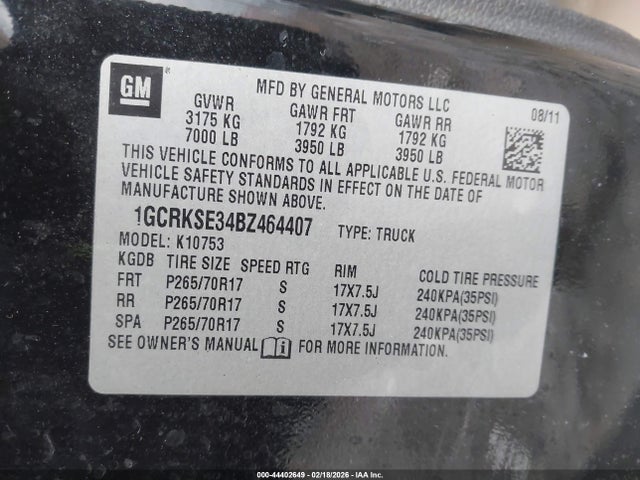 GM
MFD BY GENERAL MOTORS LLC
08/11
GVWR GAWR FRT GAWR RR
3175 KG 1792 KG 1792 KG
7000 LB 3950 LB 3950 LB
THIS VEHICLE CONFORMS TO ALL APPLICABLE U.S. FEDERAL MOTOR
VEHICLE SAFETY STANDARDS IN EFFECT ON THE DATE OF
MANUFACTURE SHOWN ABOVE.
1GCRKSE34BZ464407 TYPE: TRUCK
MODEL: K10753
KGDB TIRE SIZE SPEED RTG RIM COLD TIRE PRESSURE
FRT P265/70R17 S 17X7.5J 240KPA(35PSI)
RR P265/70R17 S 17X7.5J 240KPA(35PSI)
SPA P265/70R17 S 17X7.5J 240KPA(35PSI)
SEE OWNER'S MANUAL i FOR MORE INFORMATION.
000-44402649 - 02/18/2026 - IAA Inc.